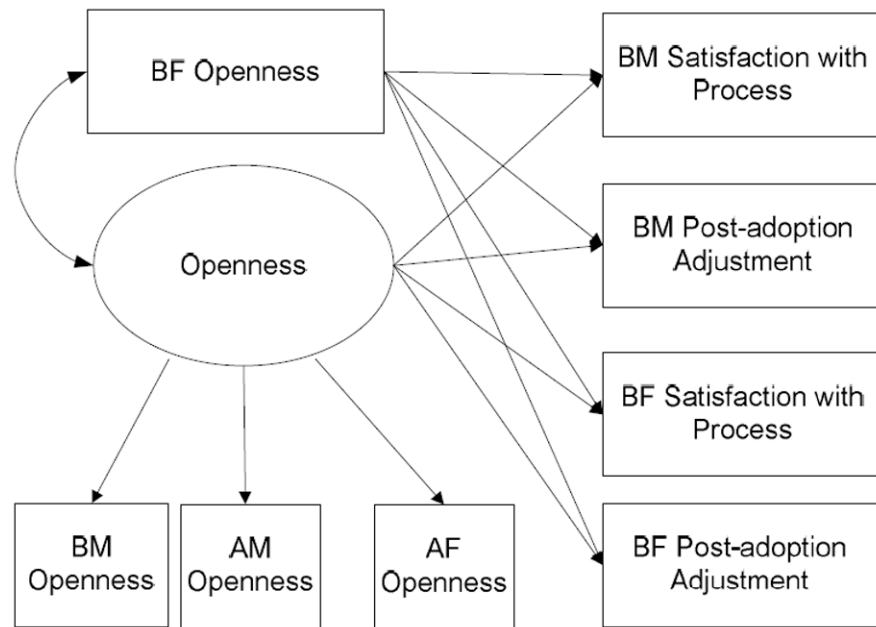 BF Openness
BM Satisfaction with
Process
Openness
BM Post-adoption
Adjustment
BF Satisfaction with
Process
BM
Openness
AM
Openness
AF
Openness
BF Post-adoption
Adjustment